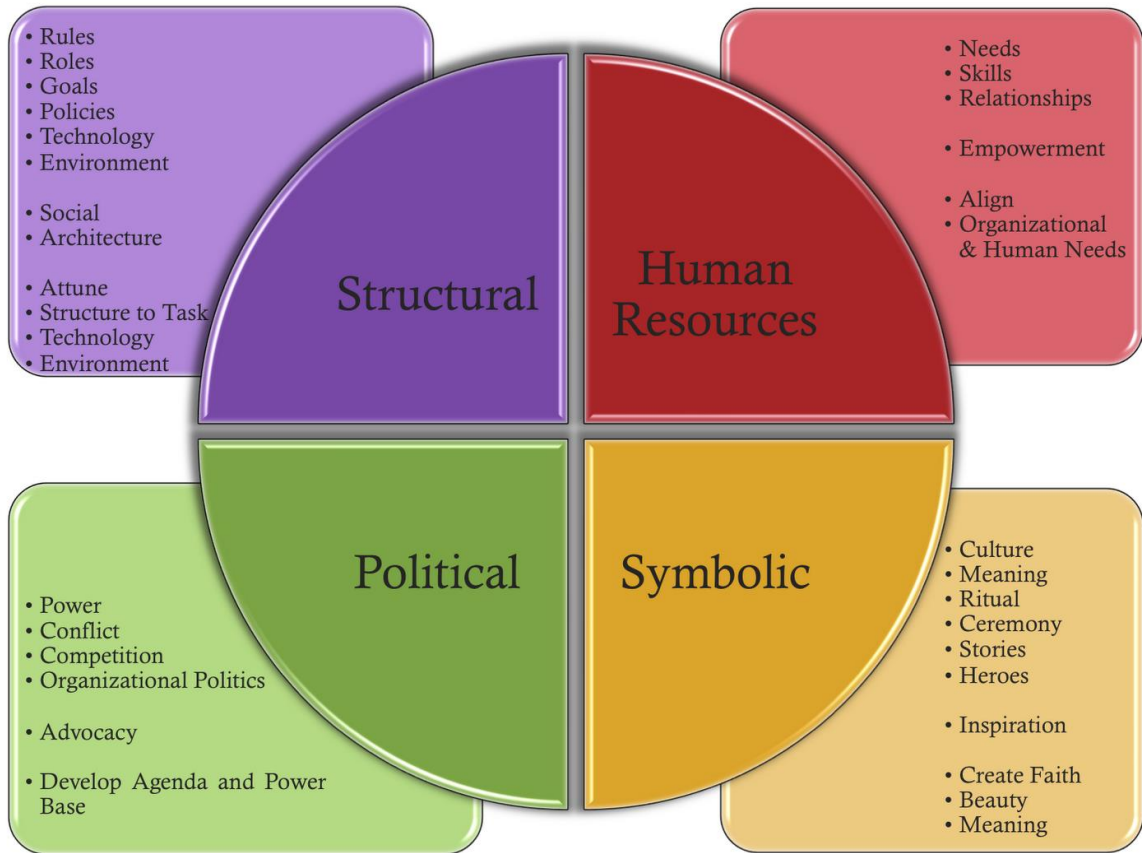 • Rules
• Roles
• Goals
• Policies
• Technology
• Environment
• Social
• Architecture
• Attune
• Structure to Task
• Technology
• Environment
Structural
• Needs
• Skills
• Relationships
• Empowerment
• Align
• Organizational
& Human Needs
Human
Resources
• Power
• Conflict
• Competition
• Organizational Politics
• Advocacy
• Develop Agenda and Power
Base
Political
Symbolic
• Culture
• Meaning
• Ritual
• Ceremony
• Stories
• Heroes
• Inspiration
• Create Faith
• Beauty
• Meaning